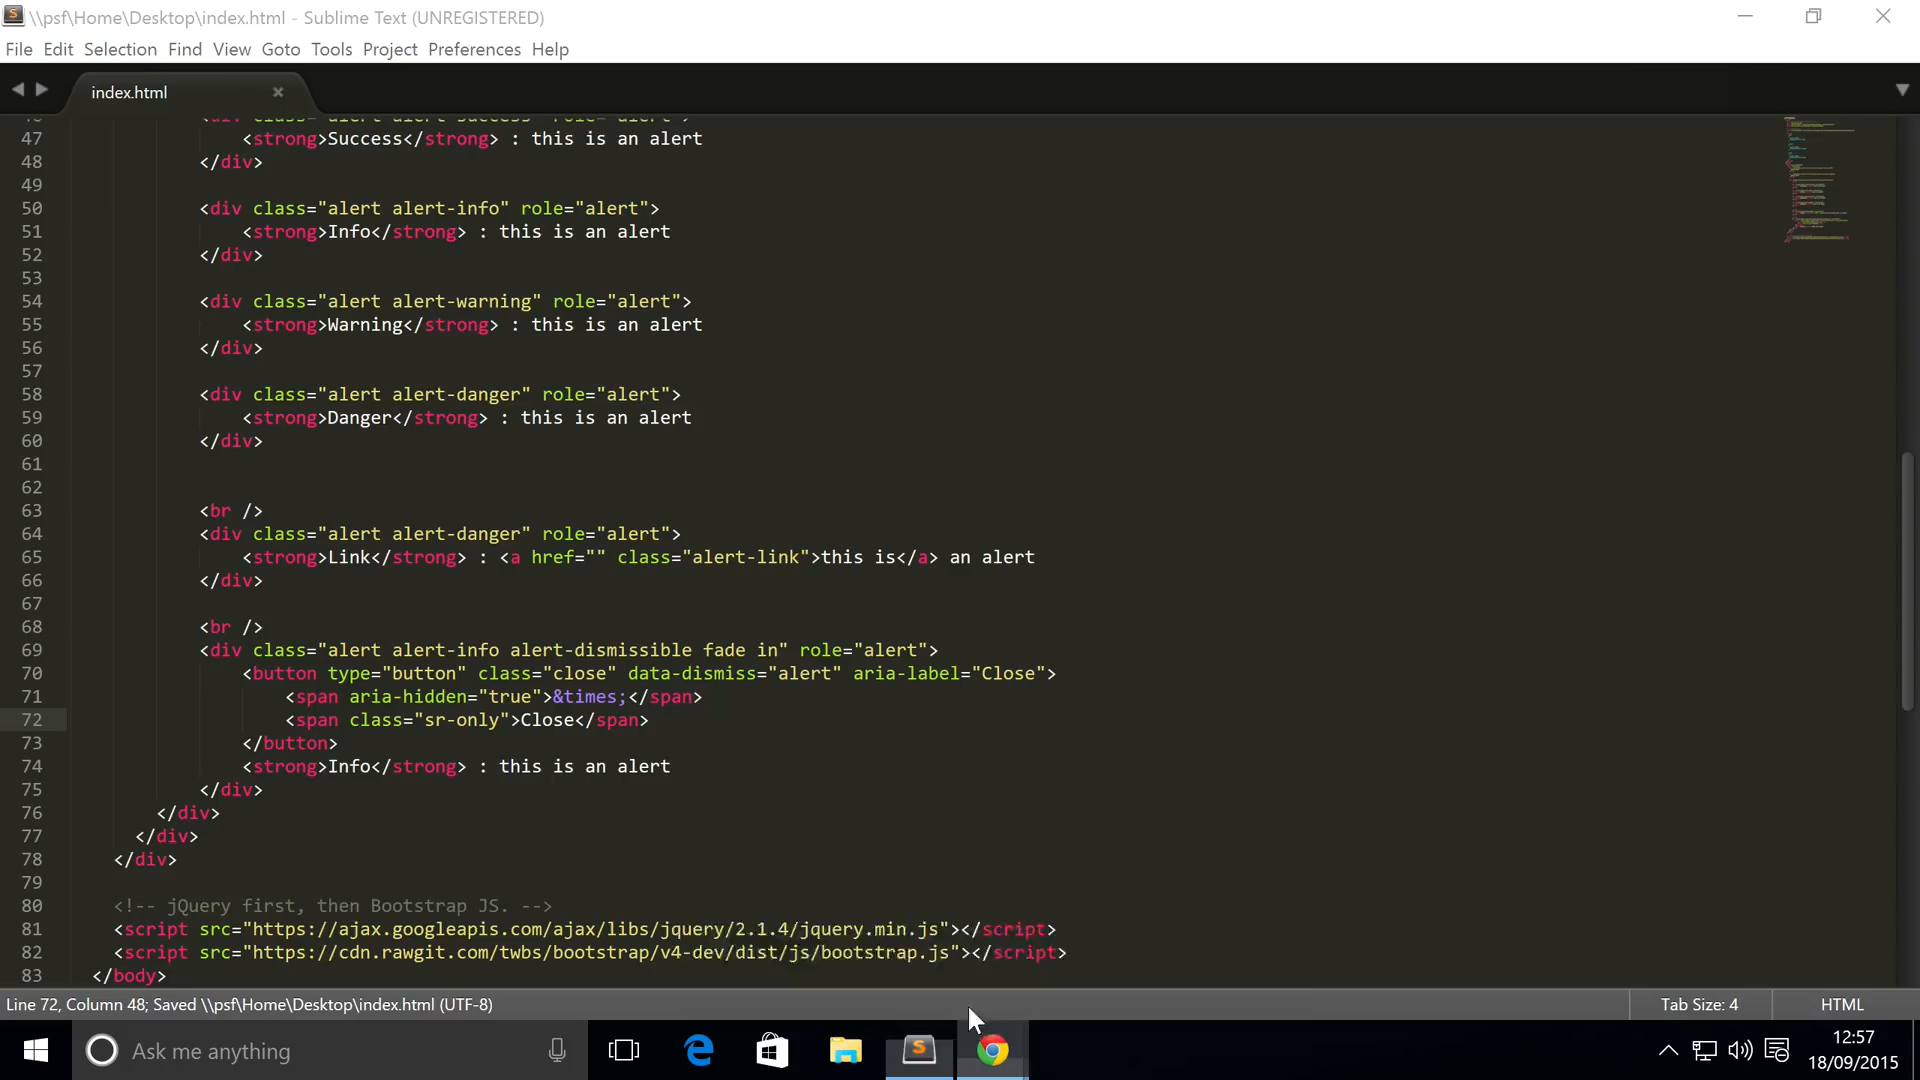 \\psf\Home\Desktop\index.html - Sublime Text (UNREGISTERED)
File Edit Selection Find View Goto Tools Project Preferences Help
index.html
47 <strong>Success</strong> : this is an alert
48 </div>
49
50 <div class="alert alert-info" role="alert">
51 <strong>Info</strong> : this is an alert
52 </div>
53
54 <div class="alert alert-warning" role="alert">
55 <strong>Warning</strong> : this is an alert
56 </div>
57
58 <div class="alert alert-danger" role="alert">
59 <strong>Danger</strong> : this is an alert
60 </div>
61
62
63 <br />
64 <div class="alert alert-danger" role="alert">
65 <strong>Link</strong> : <a href="" class="alert-link">this is</a> an alert
66 </div>
67
68 <br />
69 <div class="alert alert-info alert-dismissible fade in" role="alert">
70 <button type="button" class="close" data-dismiss="alert" aria-label="Close">
71 <span aria-hidden="true">&times;</span>
72 <span class="sr-only">Close</span>
73 </button>
74 <strong>Info</strong> : this is an alert
75 </div>
76 </div>
77 </div>
78 </div>
79
80 <!-- jQuery first, then Bootstrap JS. -->
81 <script src="https://ajax.googleapis.com/ajax/libs/jquery/2.1.4/jquery.min.js"></script>
82 <script src="https://cdn.rawgit.com/twbs/bootstrap/v4-dev/dist/js/bootstrap.js"></script>
83 </body>
Line 72, Column 48; Saved \\psf\Home\Desktop\index.html (UTF-8) Tab Size: 4 HTML
Ask me anything
12:57
18/09/2015